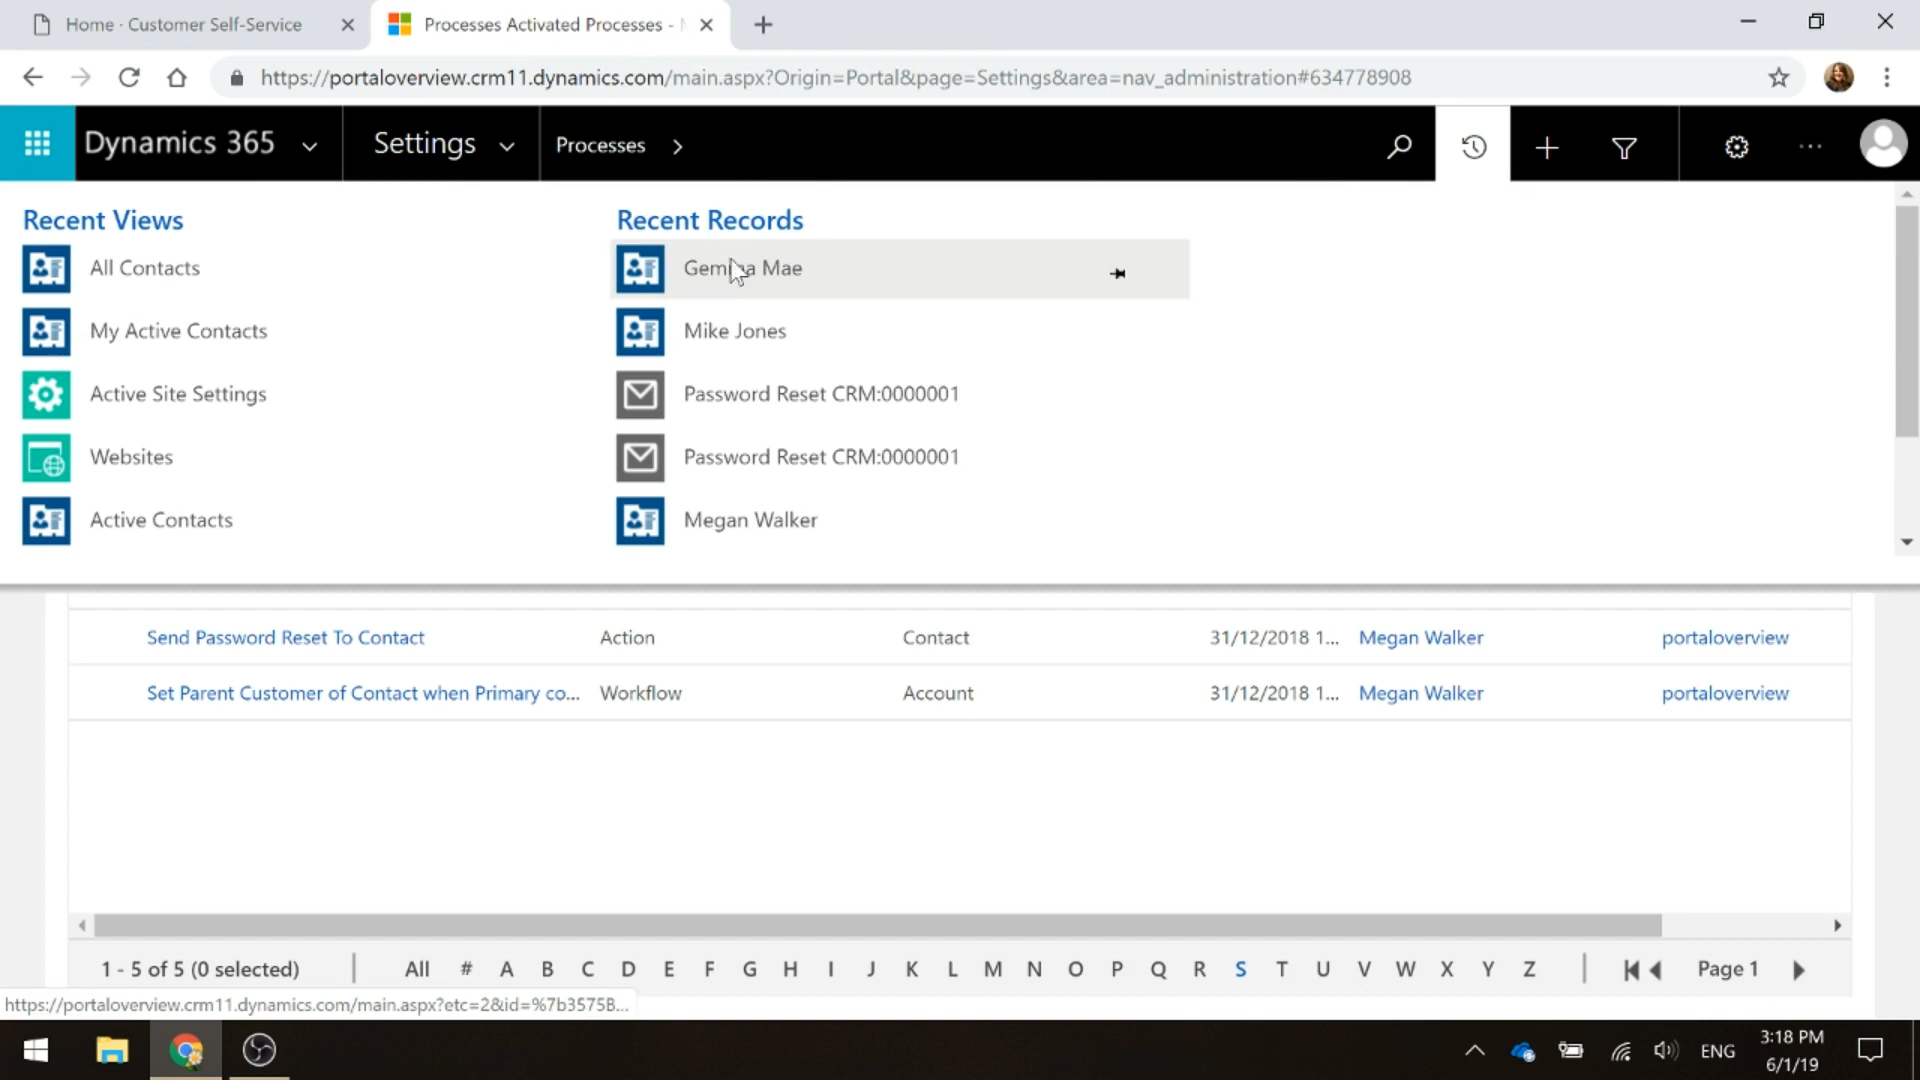 Home · Customer Self-Service
Processes Activated Processes -
https://portaloverview.crm11.dynamics.com/main.aspx?Origin=Portal&page=Settings&area=nav_administration#634778908
Dynamics 365
Settings
Processes
Recent Views
Recent Records
All Contacts
Gemma Mae
My Active Contacts
Mike Jones
Active Site Settings
Password Reset CRM:0000001
Websites
Password Reset CRM:0000001
Active Contacts
Megan Walker
Send Password Reset To Contact Action Contact 31/12/2018 1... Megan Walker portaloverview
Set Parent Customer of Contact when Primary co... Workflow Account 31/12/2018 1... Megan Walker portaloverview
1 - 5 of 5 (0 selected) All # A B C D E F G H I J K L M N O P Q R S T U V W X Y Z Page 1
https://portaloverview.crm11.dynamics.com/main.aspx?etc=2&id=%7b3575B...
ENG
3:18 PM
6/1/19